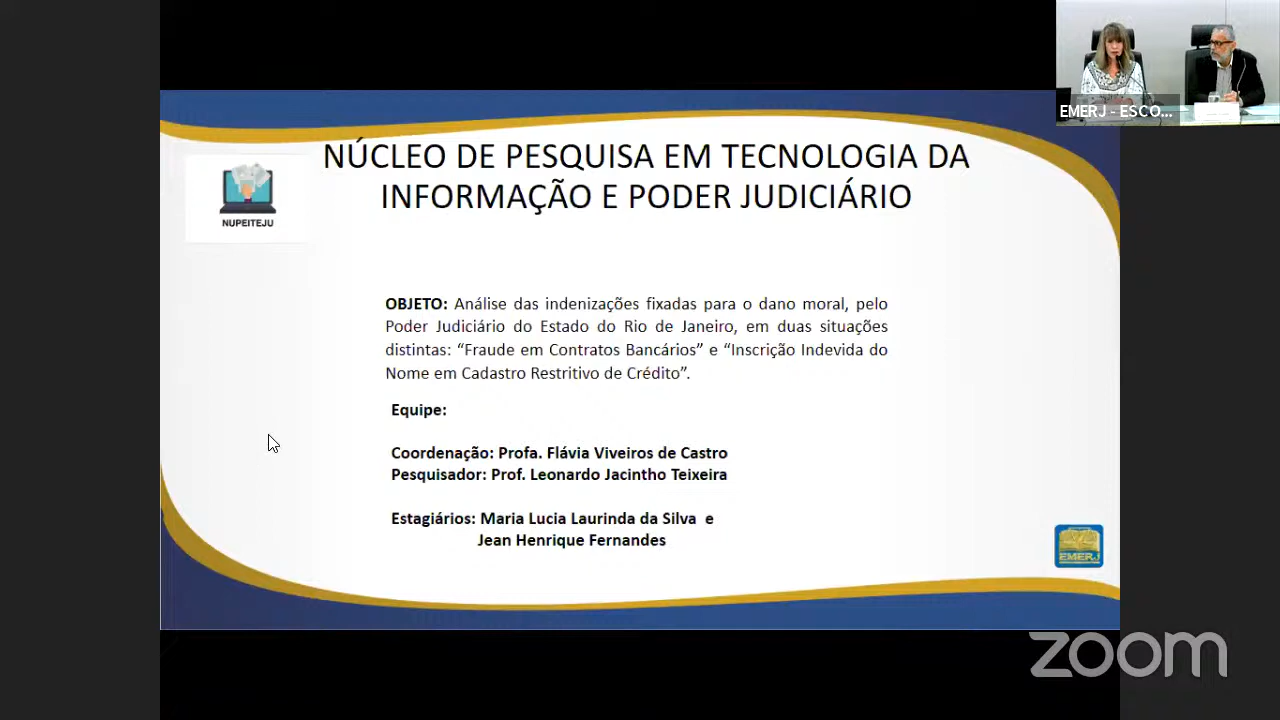 EMERJ - ESCO...
NÚCLEO DE PESQUISA EM TECNOLOGIA DA
INFORMAÇÃO E PODER JUDICIÁRIO
NUPEITEJU
OBJETO: Análise das indenizações fixadas para o dano moral, pelo
Poder Judiciário do Estado do Rio de Janeiro, em duas situações
distintas: “Fraude em Contratos Bancários” e “Inscrição Indevida do
Nome em Cadastro Restritivo de Crédito”.
Equipe:
Coordenação: Profa. Flávia Viveiros de Castro
Pesquisador: Prof. Leonardo Jacintho Teixeira
Estagiários: Maria Lucia Laurinda da Silva e
Jean Henrique Fernandes
EMERJ
zoom